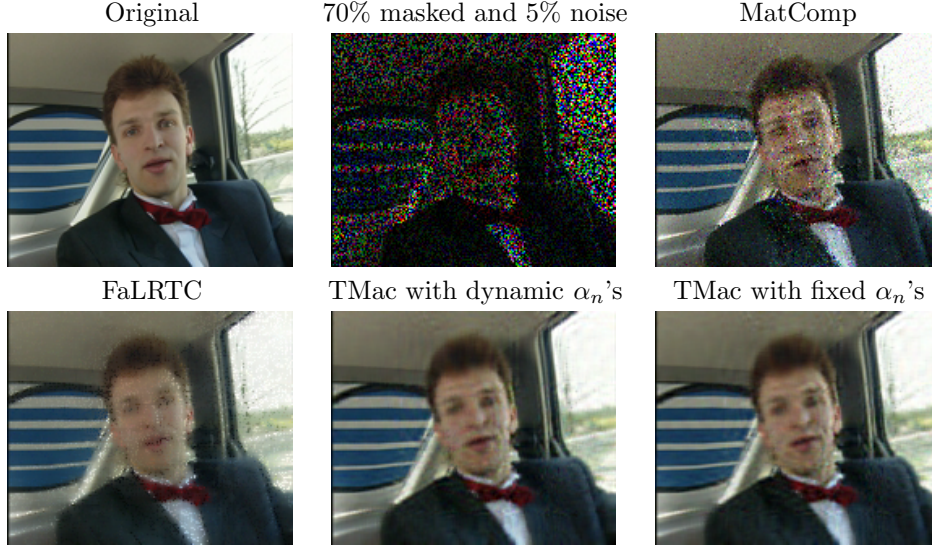 Original
70% masked and 5% noise
MatComp
FaLRTC
TMac with dynamic αₙ's
TMac with fixed αₙ's